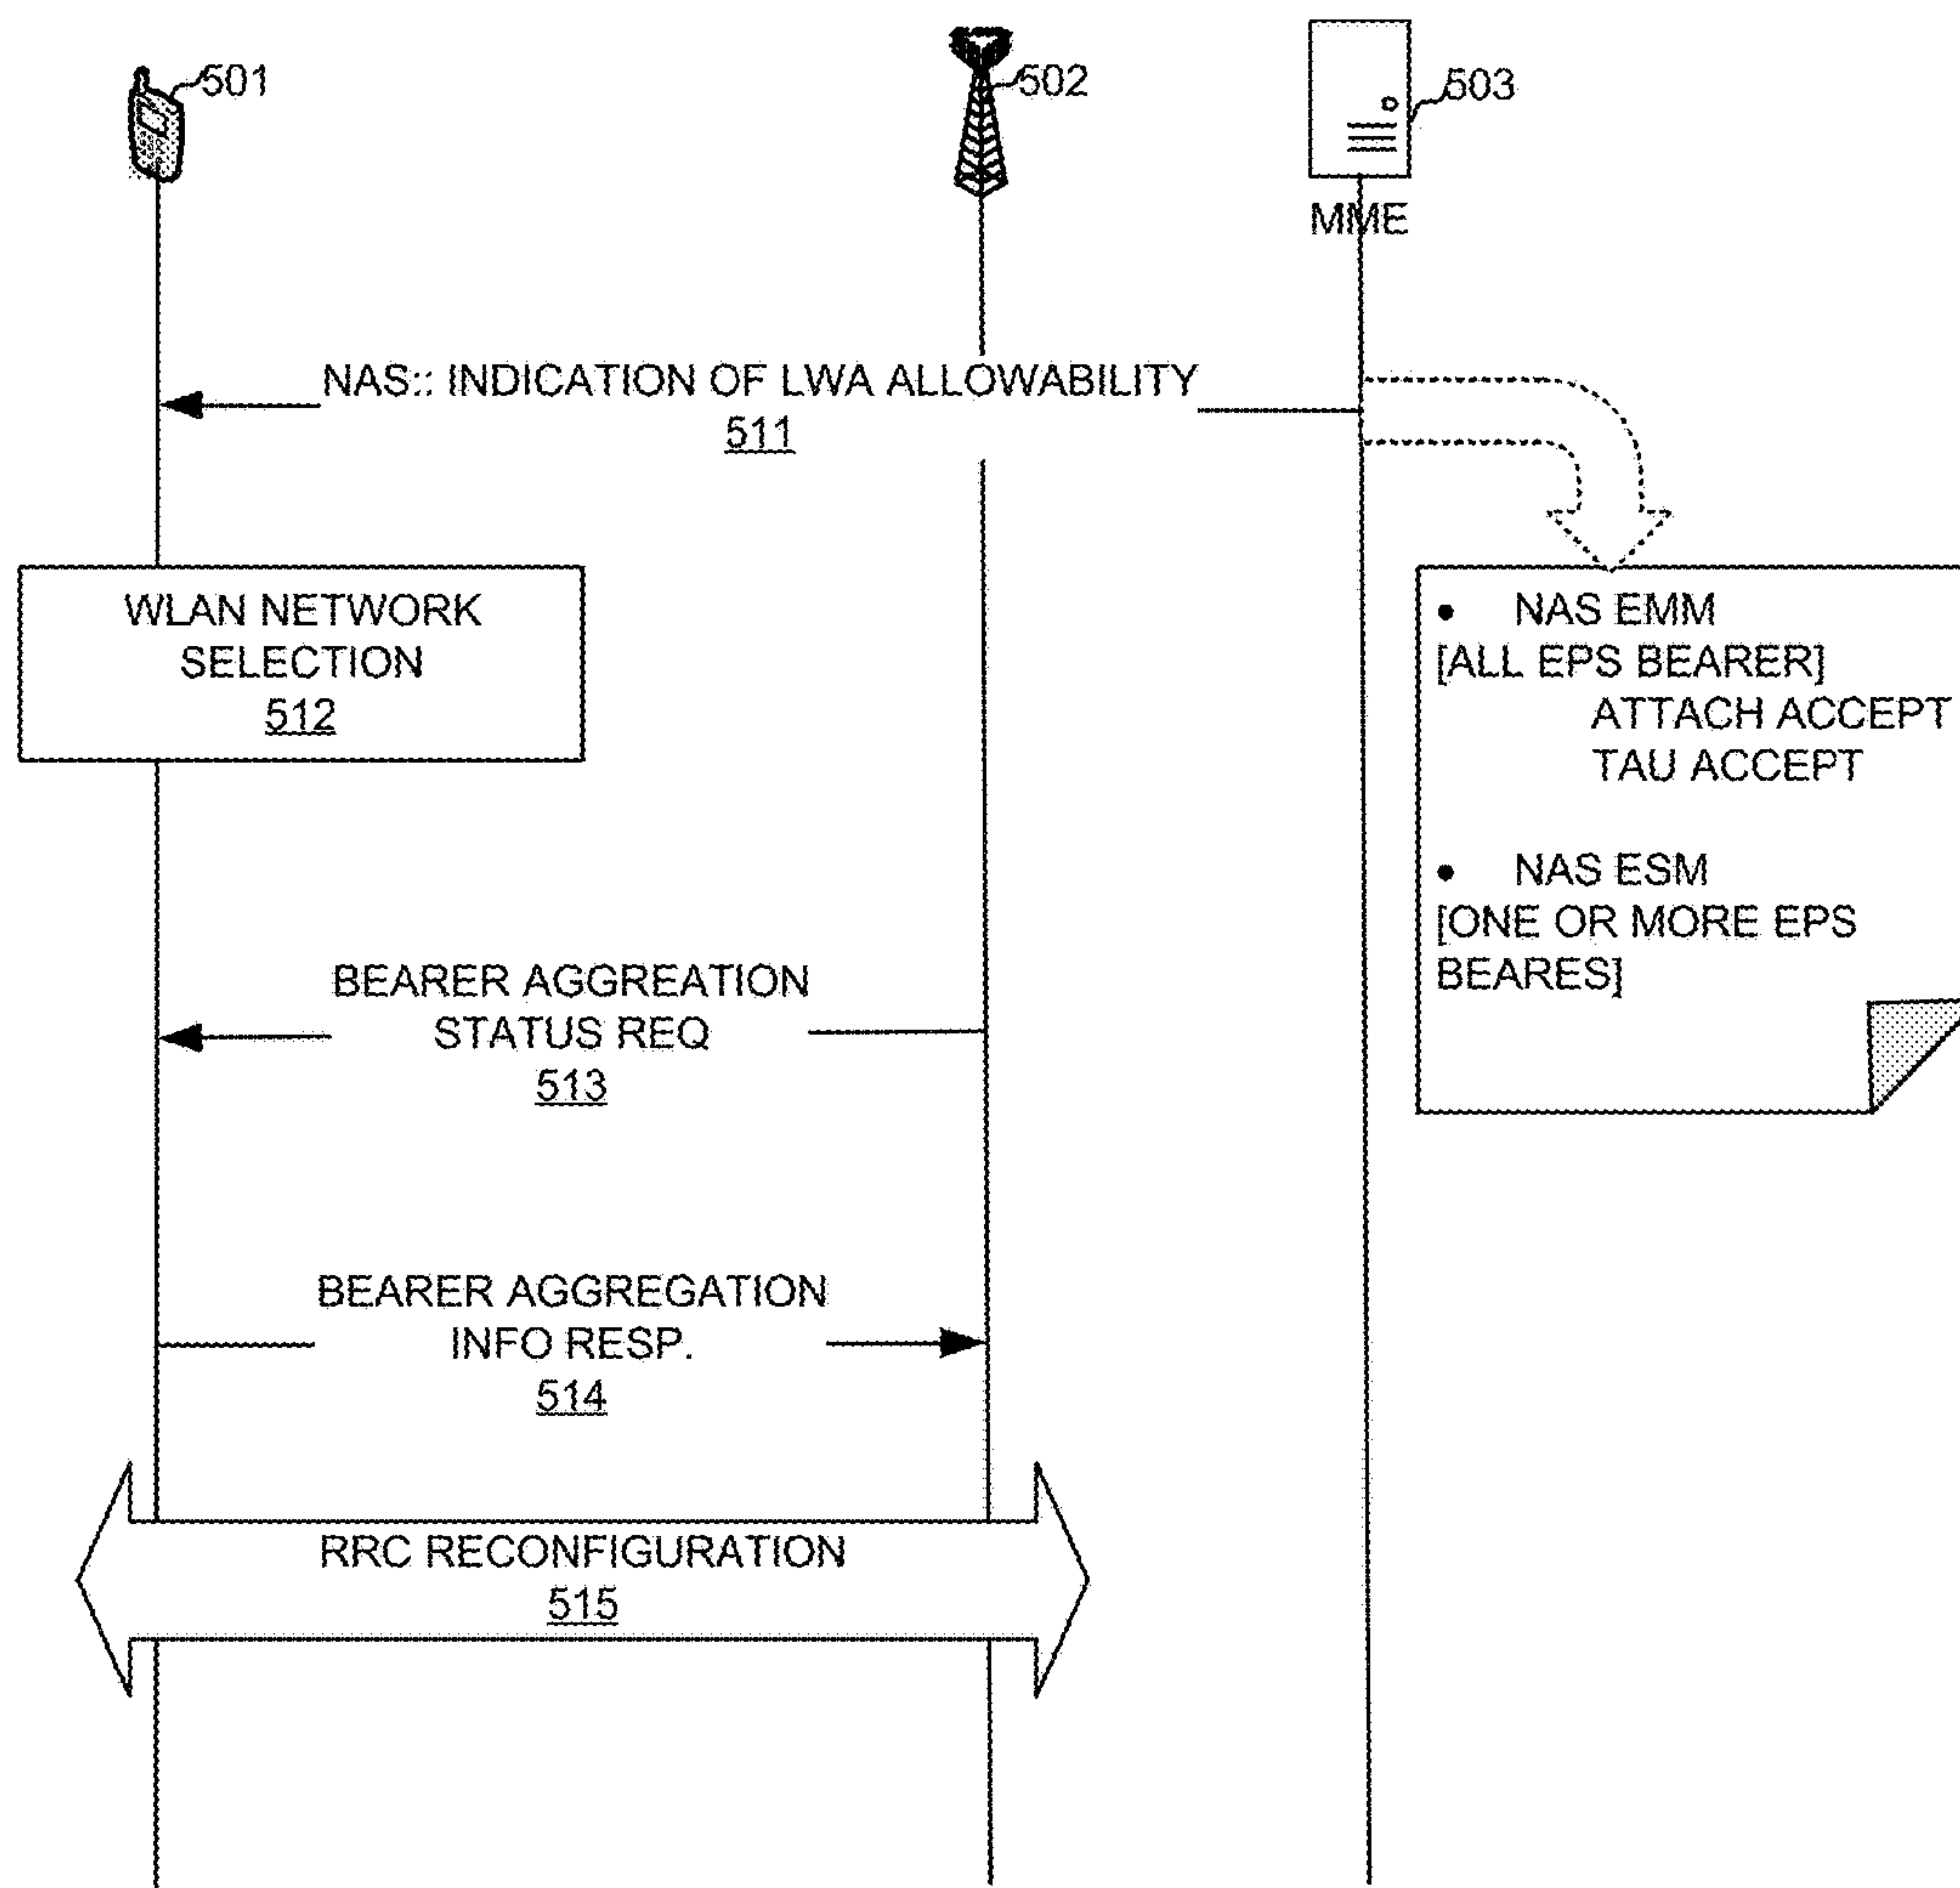 501
502
503
MME
NAS:: INDICATION OF LWA ALLOWABILITY
511
WLAN NETWORK
SELECTION
512
• NAS EMM
[ALL EPS BEARER]
ATTACH ACCEPT
TAU ACCEPT
• NAS ESM
[ONE OR MORE EPS
BEARES]
BEARER AGGREATION
STATUS REQ
513
BEARER AGGREGATION
INFO RESP.
514
RRC RECONFIGURATION
515